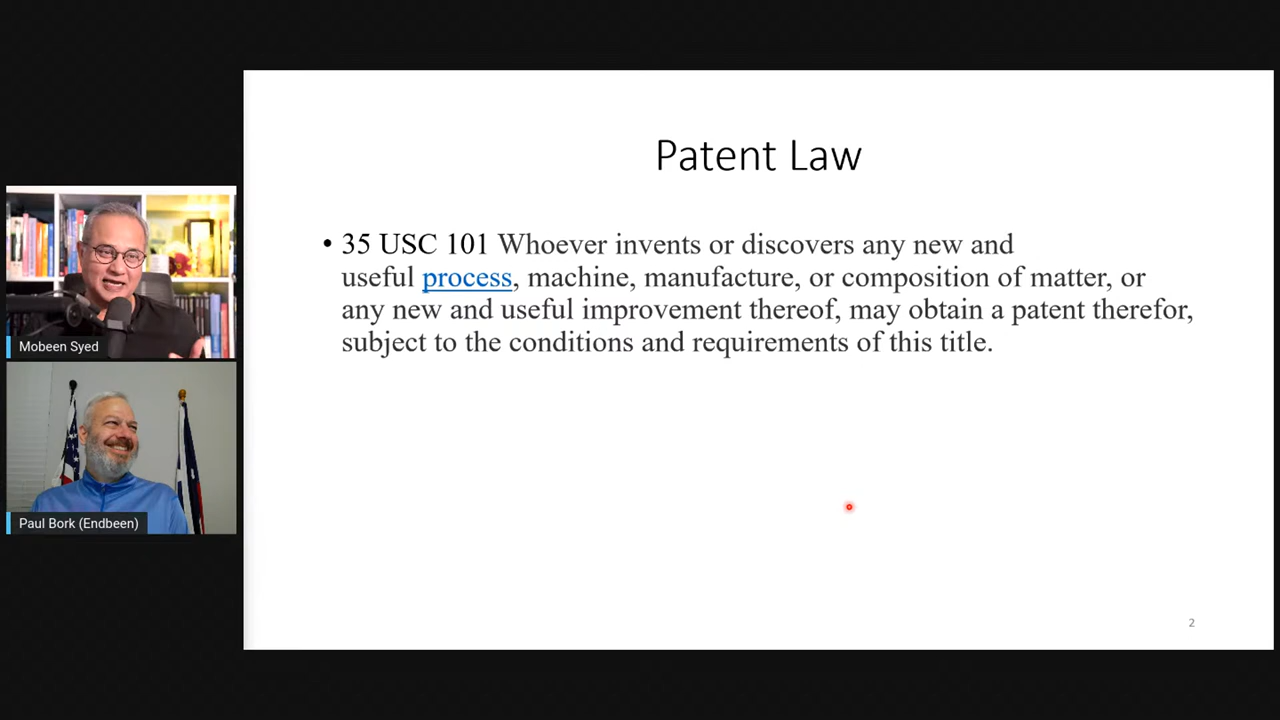 Patent Law
• 35 USC 101 Whoever invents or discovers any new and
useful process, machine, manufacture, or composition of matter, or
any new and useful improvement thereof, may obtain a patent therefor,
subject to the conditions and requirements of this title.
2
Mobeen Syed
Paul Bork (Endbeen)